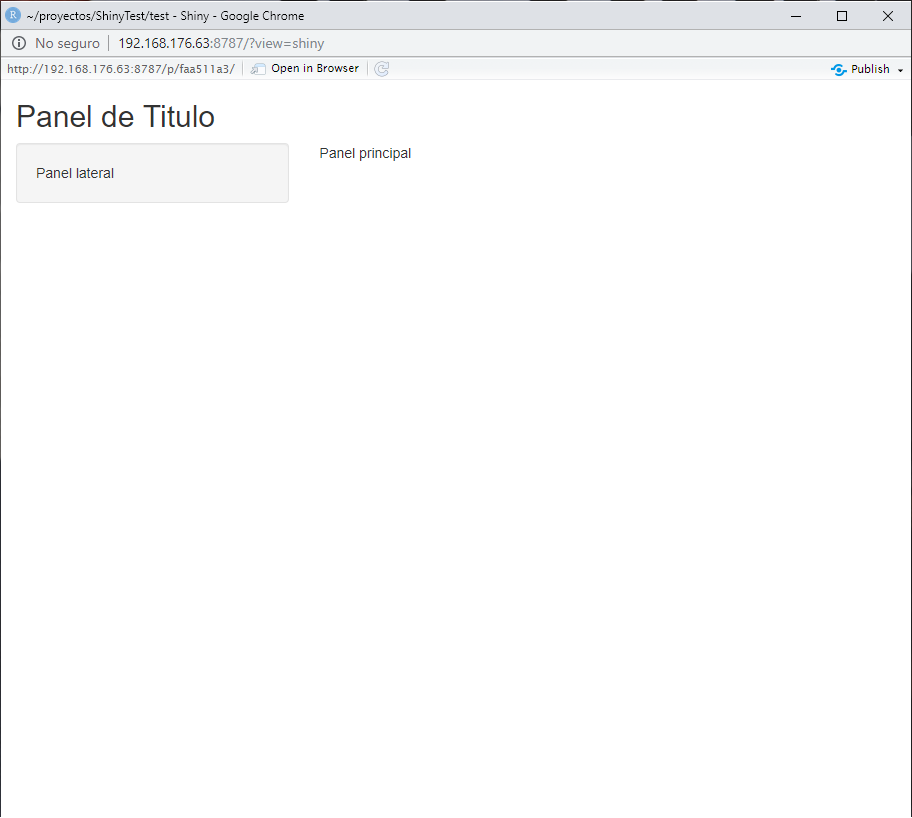 R ~/proyectos/ShinyTest/test - Shiny - Google Chrome
No seguro 192.168.176.63:8787/?view=shiny
http://192.168.176.63:8787/p/faa511a3/ Open in Browser Publish
Panel de Titulo
Panel lateral
Panel principal